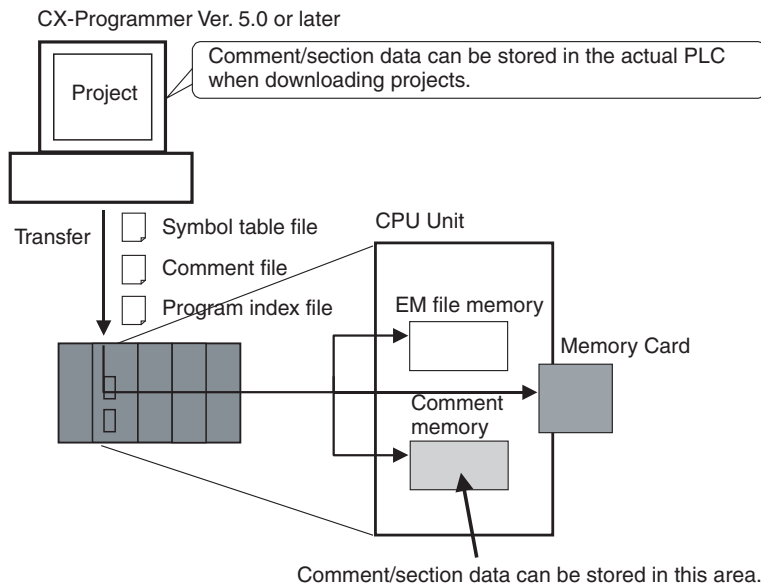 CX-Programmer Ver. 5.0 or later
Comment/section data can be stored in the actual PLC
when downloading projects.
Project
Transfer
Symbol table file
Comment file
Program index file
CPU Unit
EM file memory
Memory Card
Comment
memory
Comment/section data can be stored in this area.